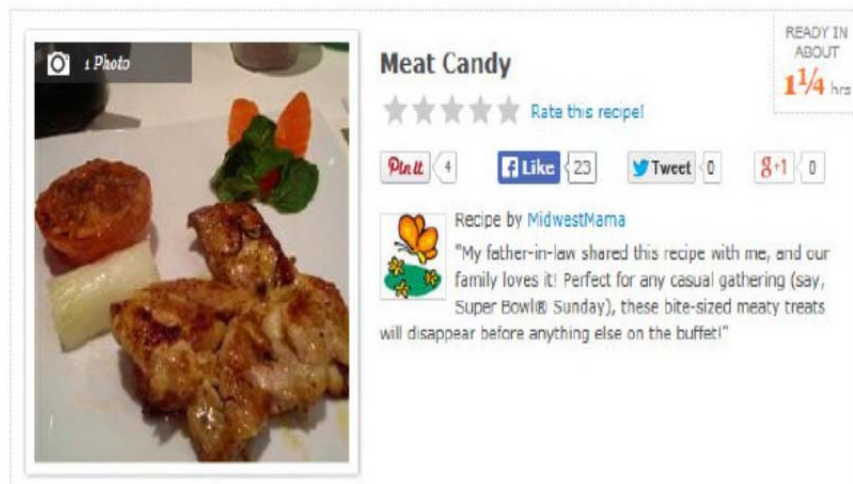 1 Photo
Meat Candy
Rate this recipe!
READY IN
ABOUT
1¼ hrs
Pin it 4
Like 23
Tweet 0
g+1 0
Recipe by MidwestMama
"My father-in-law shared this recipe with me, and our
family loves it! Perfect for any casual gathering (say,
Super Bowl® Sunday), these bite-sized meaty treats
will disappear before anything else on the buffet!"